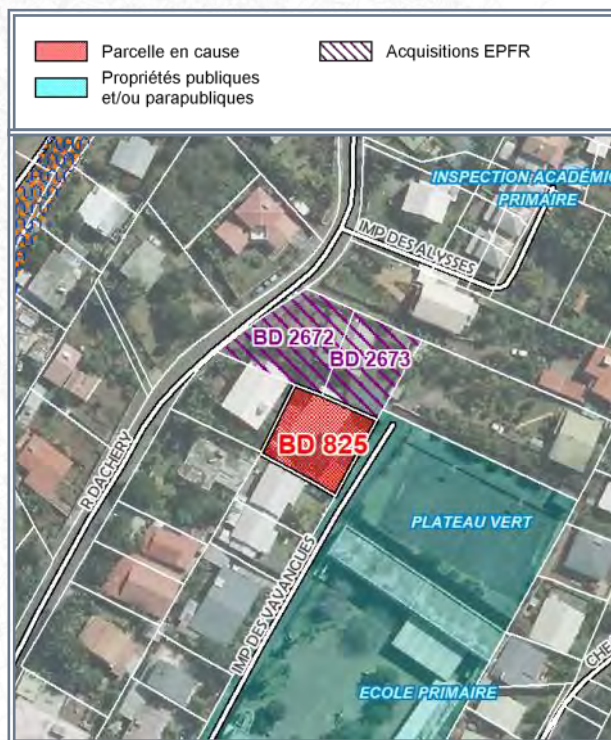 Parcelle en cause
Acquisitions EPFR
Propriétés publiques
et/ou parapubliques
INSPECTION ACADÉMI
PRIMAIRE
IMP. DES ALYSSES
BD 2672
BD 2673
BD 825
R DACHERY
PLATEAU VERT
IMP. DES VAVANGUES
ECOLE PRIMAIRE
CHE